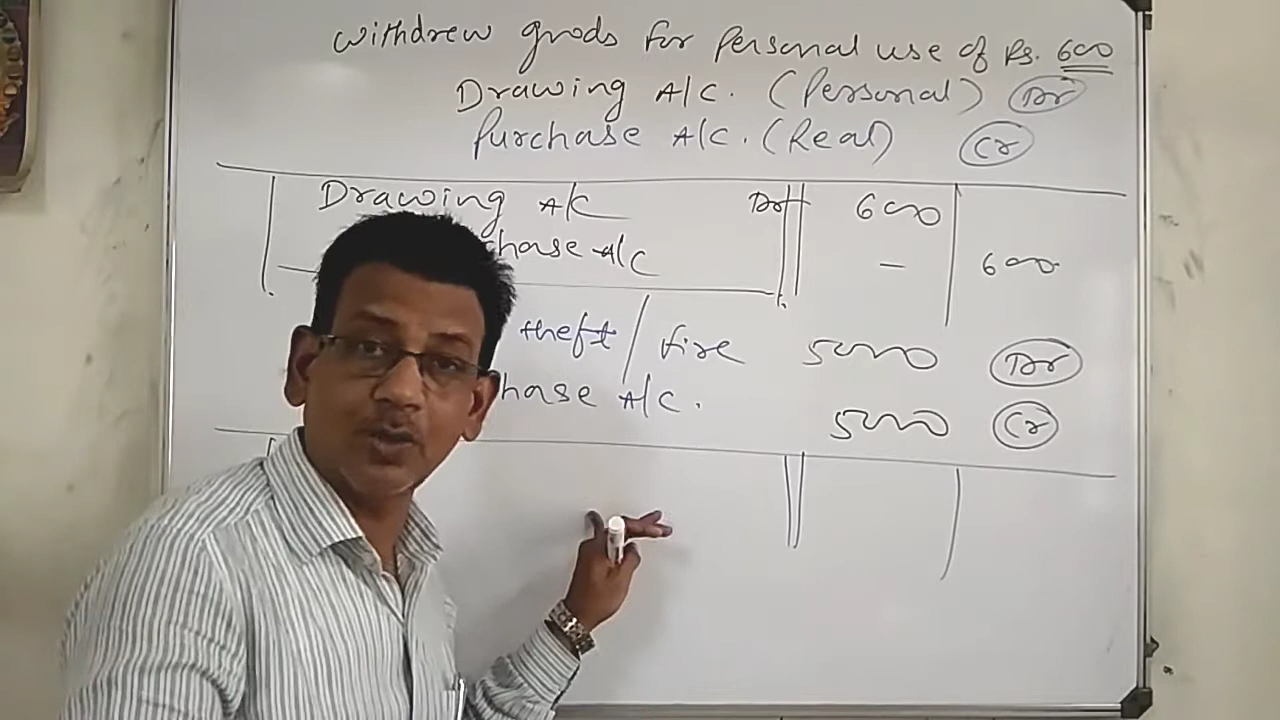 Withdrew goods for Personal use of Rs. 600
Drawing A/C. (Personal) Dr
Purchase A/C. (Real) Cr
Drawing A/C Dr 600
chase A/C - 600
theft / fire 5000 Dr
hase A/C. 5000 Cr